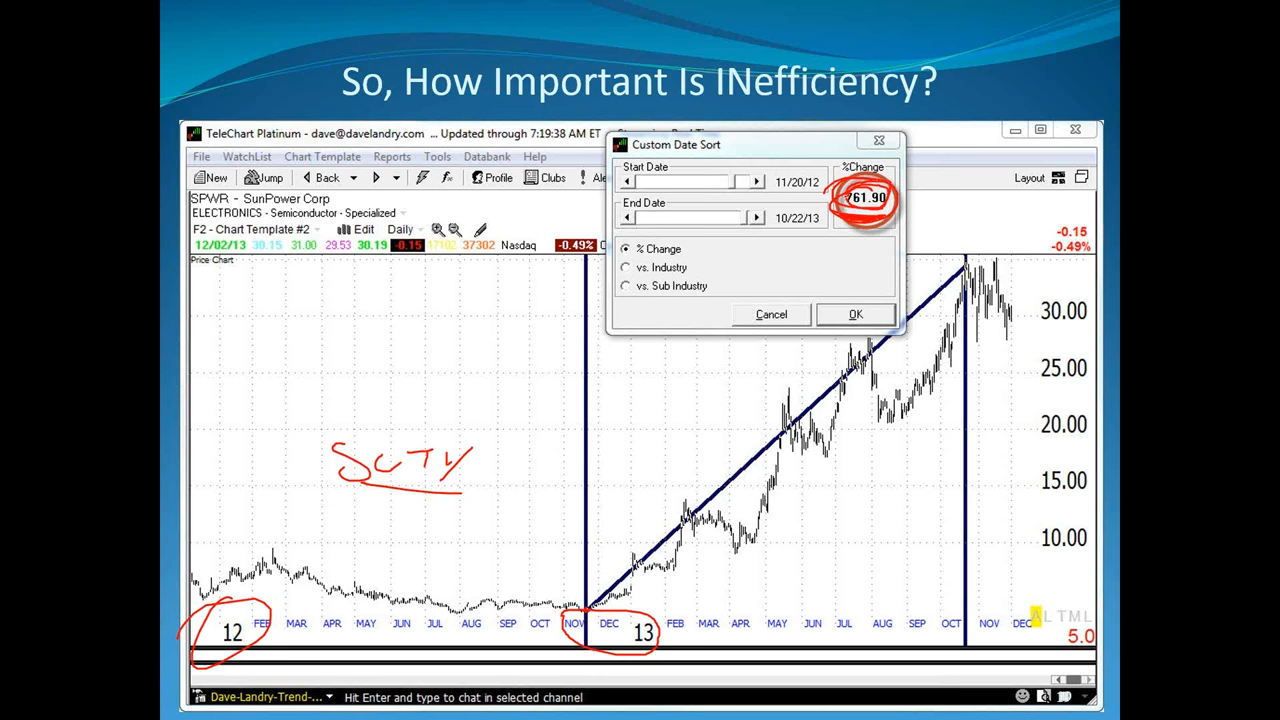 So, How Important Is INefficiency?
TeleChart Platinum - dave@davelandry.com ... Updated through 7:19:38 AM ET
Custom Date Sort
File WatchList Chart Template Reports Tools Databank Help
Start Date %Change
New Jump Back Profile Clubs Layout
11/20/12 761.90
SPWR - SunPower Corp
End Date
ELECTRONICS - Semiconductor - Specialized
10/22/13
F2 - Chart Template #2 Edit Daily
-0.15
12/02/13 30.15 31.00 29.53 30.19 -0.15 17102 37302 Nasdaq -0.49%
-0.49%
% Change
Price Chart
vs. Industry
vs. Sub Industry
Cancel OK
30.00
25.00
20.00
SCTY
15.00
10.00
12 FEB MAR APR MAY JUN JUL AUG SEP OCT NOV DEC 13 FEB MAR APR MAY JUN JUL AUG SEP OCT NOV DEC
AL TML
5.0
Dave-Landry-Trend-... Hit Enter and type to chat in selected channel